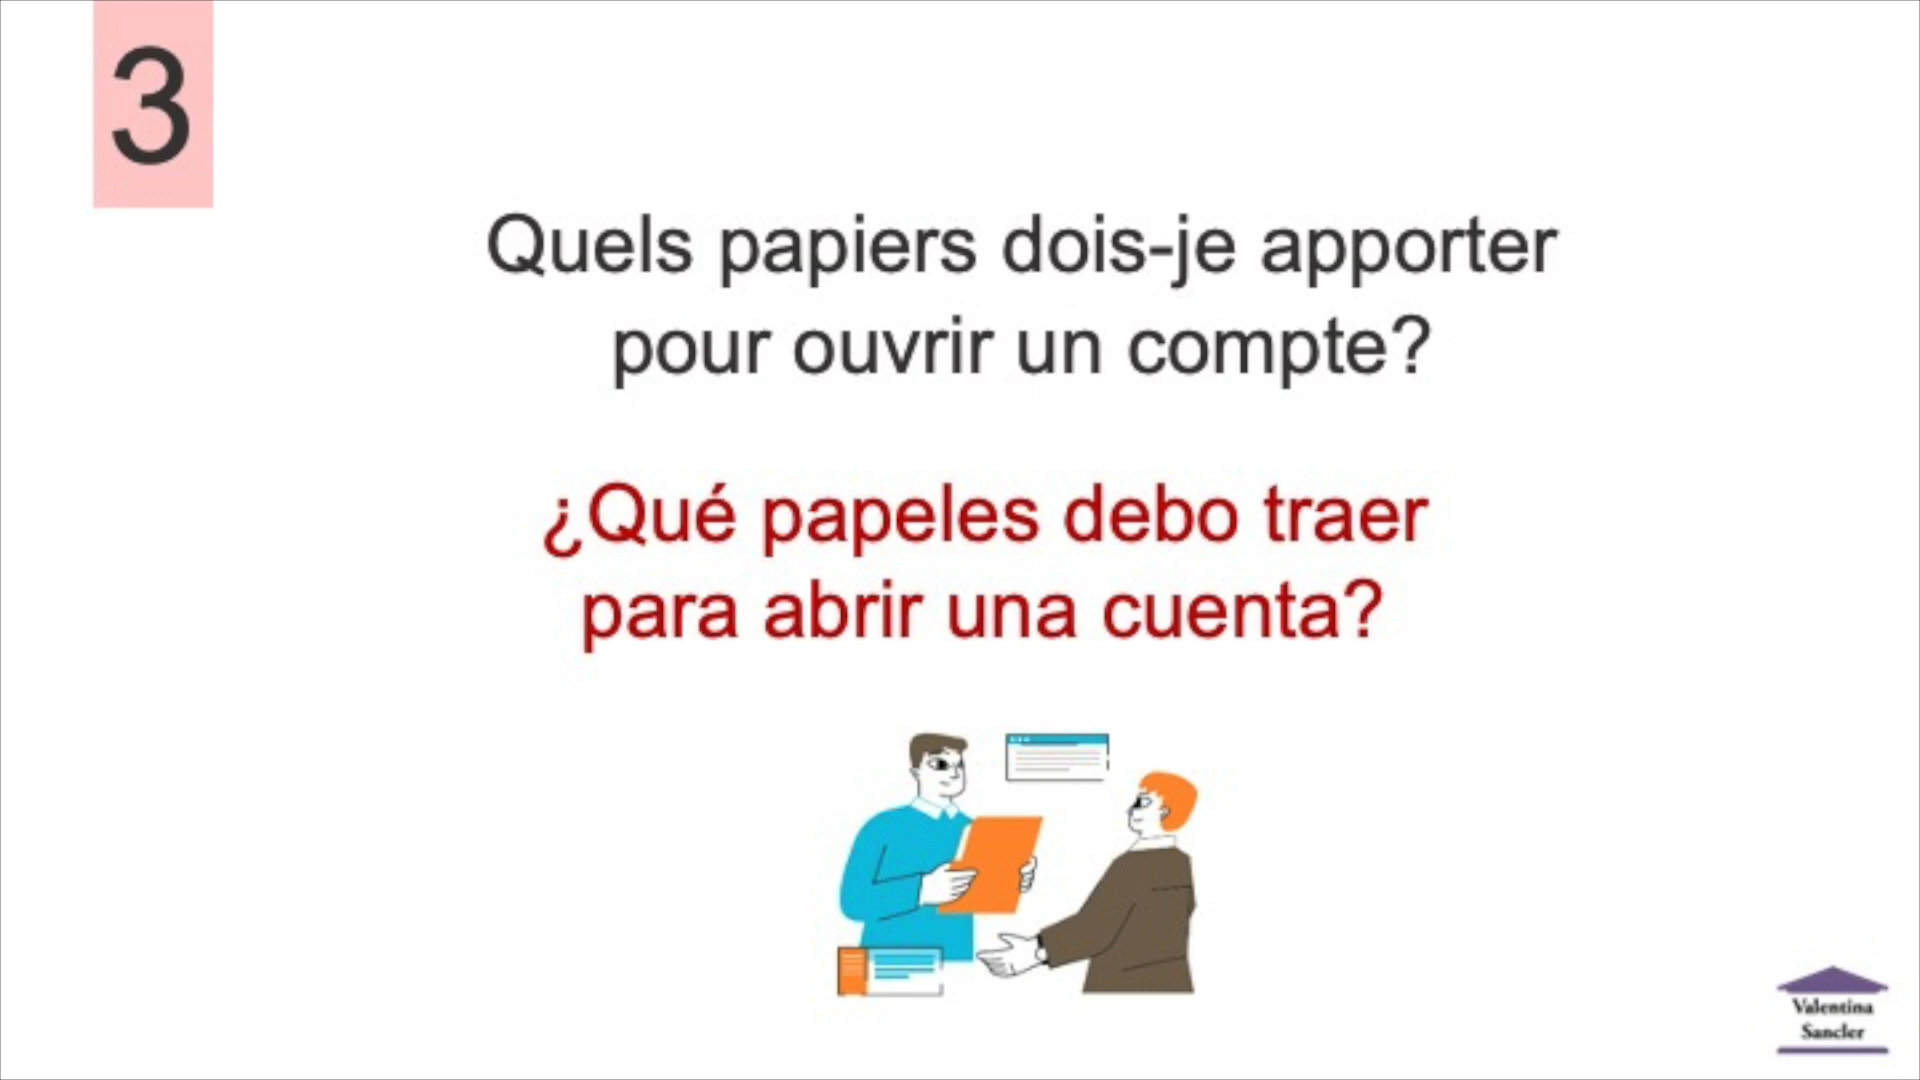 3
Quels papiers dois-je apporter
pour ouvrir un compte?
¿Qué papeles debo traer
para abrir una cuenta?
Valentina
Sancler